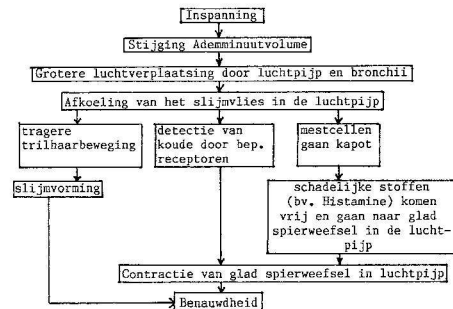 Inspanning
Stijging Ademminuutvolume
Grotere luchtverplaatsing door luchtpijp en bronchii
Afkoeling van het slijmvlies in de luchtpijp
tragere
trilhaarbeweging
detectie van
koude door bep.
receptoren
mestcellen
gaan kapot
slijmvorming
schadelijke stoffen
(bv. Histamine) komen
vrij en gaan naar glad
spierweefsel in de lucht-
pijp
Contractie van glad spierweefsel in luchtpijp
Benauwdheid